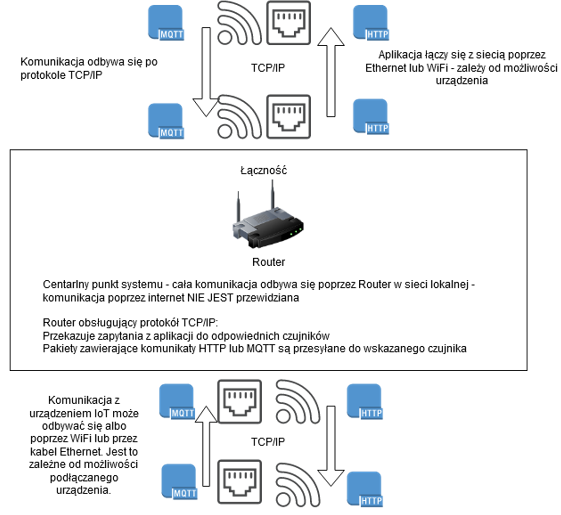 MQTT
HTTP
Komunikacja odbywa się po
protokole TCP/IP
TCP/IP
Aplikacja łączy się z siecią poprzez
Ethernet lub WiFi - zależy od możliwości
urządzenia
MQTT
HTTP
Łączność
Router
Centarlny punkt systemu - cała komunikacja odbywa się poprzez Router w sieci lokalnej -
komunikacja poprzez internet NIE JEST przewidziana
Router obsługujący protokół TCP/IP:
Przekazuje zapytania z aplikacji do odpowiednich czujników
Pakiety zawierające komunikaty HTTP lub MQTT są przesyłane do wskazanego czujnika
Komunikacja z
urządzeniem IoT może
odbywać się albo
poprzez WiFi lub przez
kabel Ethernet. Jest to
zależne od możliwości
podłączanego
urządzenia.
MQTT
HTTP
TCP/IP
MQTT
HTTP